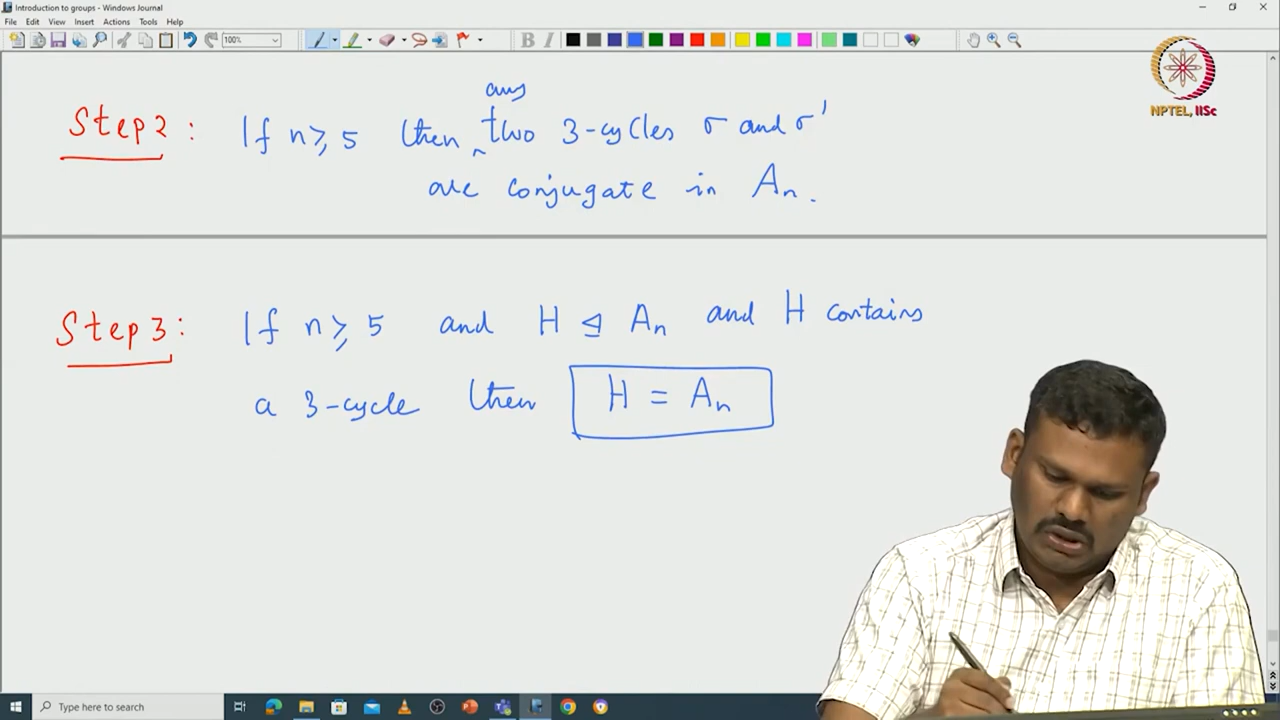 Introduction to groups - Windows Journal
File Edit View Insert Actions Tools Help
100%
B I
NPTEL, IISc
any
Step 2 : If n ≥ 5 then ^ two 3-cycles σ and σ'
are conjugate in An.
Step 3 : If n ≥ 5 and H ⊴ An and H contains
a 3-cycle then H = An
Type here to search